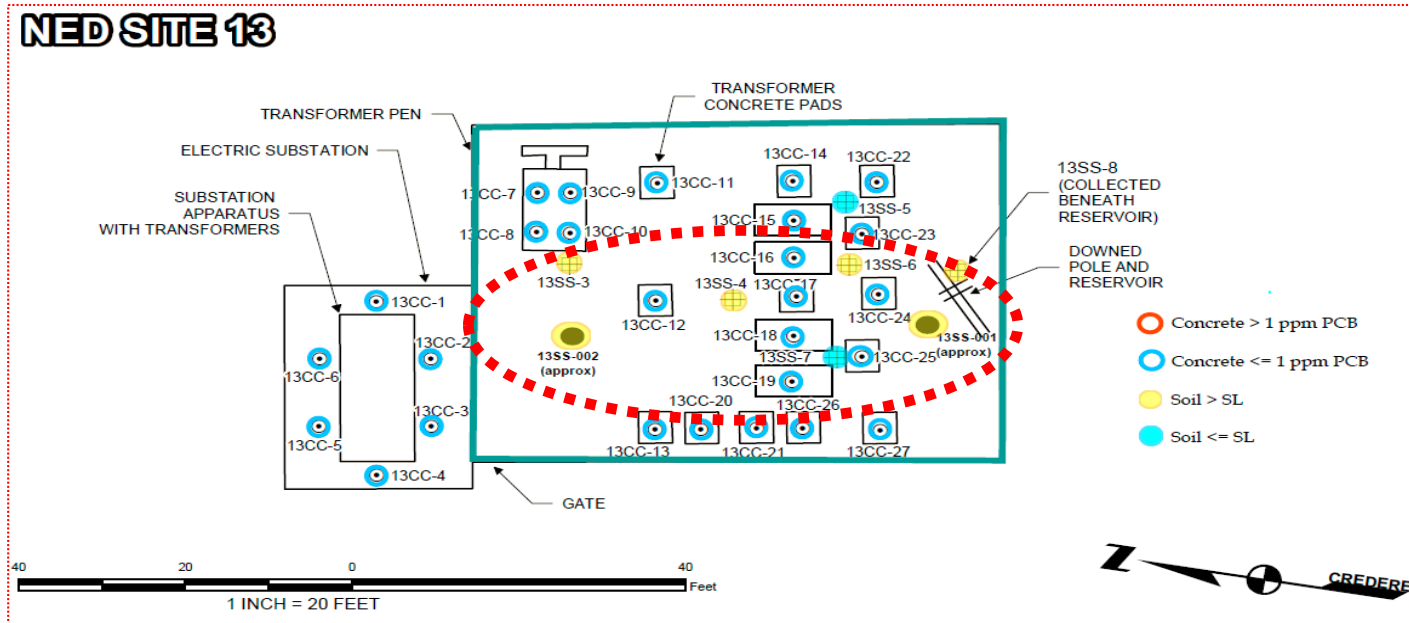 NED SITE 13
TRANSFORMER
CONCRETE PADS
TRANSFORMER PEN
ELECTRIC SUBSTATION
SUBSTATION
APPARATUS
WITH TRANSFORMERS
13CC-14
13CC-22
13SS-8
(COLLECTED
BENEATH
RESERVOIR)
13CC-7
13CC-9
13CC-11
13SS-5
13CC-15
13CC-8
13CC-10
13CC-23
13CC-16
13SS-6
DOWNED
POLE AND
RESERVOIR
13SS-3
13SS-4
13CC-17
13CC-1
13CC-12
13CC-24
13CC-18
13SS-001
(approx)
13CC-2
13SS-002
(approx)
13SS-7
13CC-25
13CC-6
13CC-19
13CC-20
13CC-26
13CC-3
13CC-5
13CC-13
13CC-21
13CC-27
13CC-4
GATE
Concrete > 1 ppm PCB
Concrete <= 1 ppm PCB
Soil > SL
Soil <= SL
40 20 0 40
Feet
1 INCH = 20 FEET
Z
CREDERE